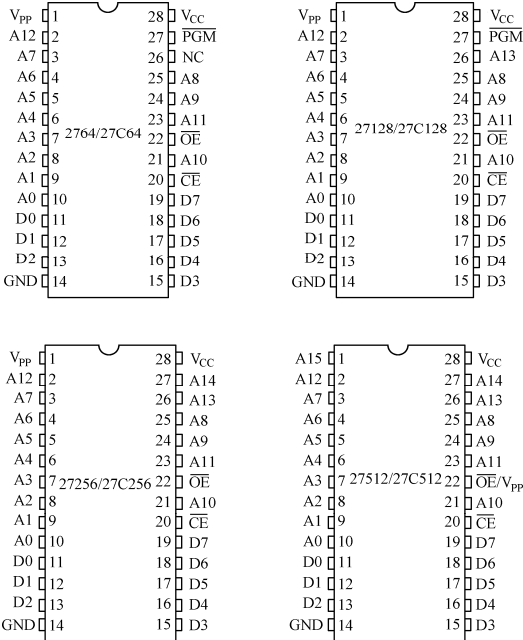 VPP 1 28 VCC
A12 2 27 PGM
A7 3 26 NC
A6 4 25 A8
A5 5 24 A9
A4 6 23 A11
2764/27C64
A3 7 22 OE
A2 8 21 A10
A1 9 20 CE
A0 10 19 D7
D0 11 18 D6
D1 12 17 D5
D2 13 16 D4
GND 14 15 D3
VPP 1 28 VCC
A12 2 27 PGM
A7 3 26 A13
A6 4 25 A8
A5 5 24 A9
A4 6 23 A11
27128/27C128
A3 7 22 OE
A2 8 21 A10
A1 9 20 CE
A0 10 19 D7
D0 11 18 D6
D1 12 17 D5
D2 13 16 D4
GND 14 15 D3
VPP 1 28 VCC
A12 2 27 A14
A7 3 26 A13
A6 4 25 A8
A5 5 24 A9
A4 6 23 A11
A3 7 27256/27C256 22 OE
A2 8 21 A10
A1 9 20 CE
A0 10 19 D7
D0 11 18 D6
D1 12 17 D5
D2 13 16 D4
GND 14 15 D3
A15 1 28 VCC
A12 2 27 A14
A7 3 26 A13
A6 4 25 A8
A5 5 24 A9
A4 6 23 A11
A3 7 27512/27C512 22 OE/VPP
A2 8 21 A10
A1 9 20 CE
A0 10 19 D7
D0 11 18 D6
D1 12 17 D5
D2 13 16 D4
GND 14 15 D3